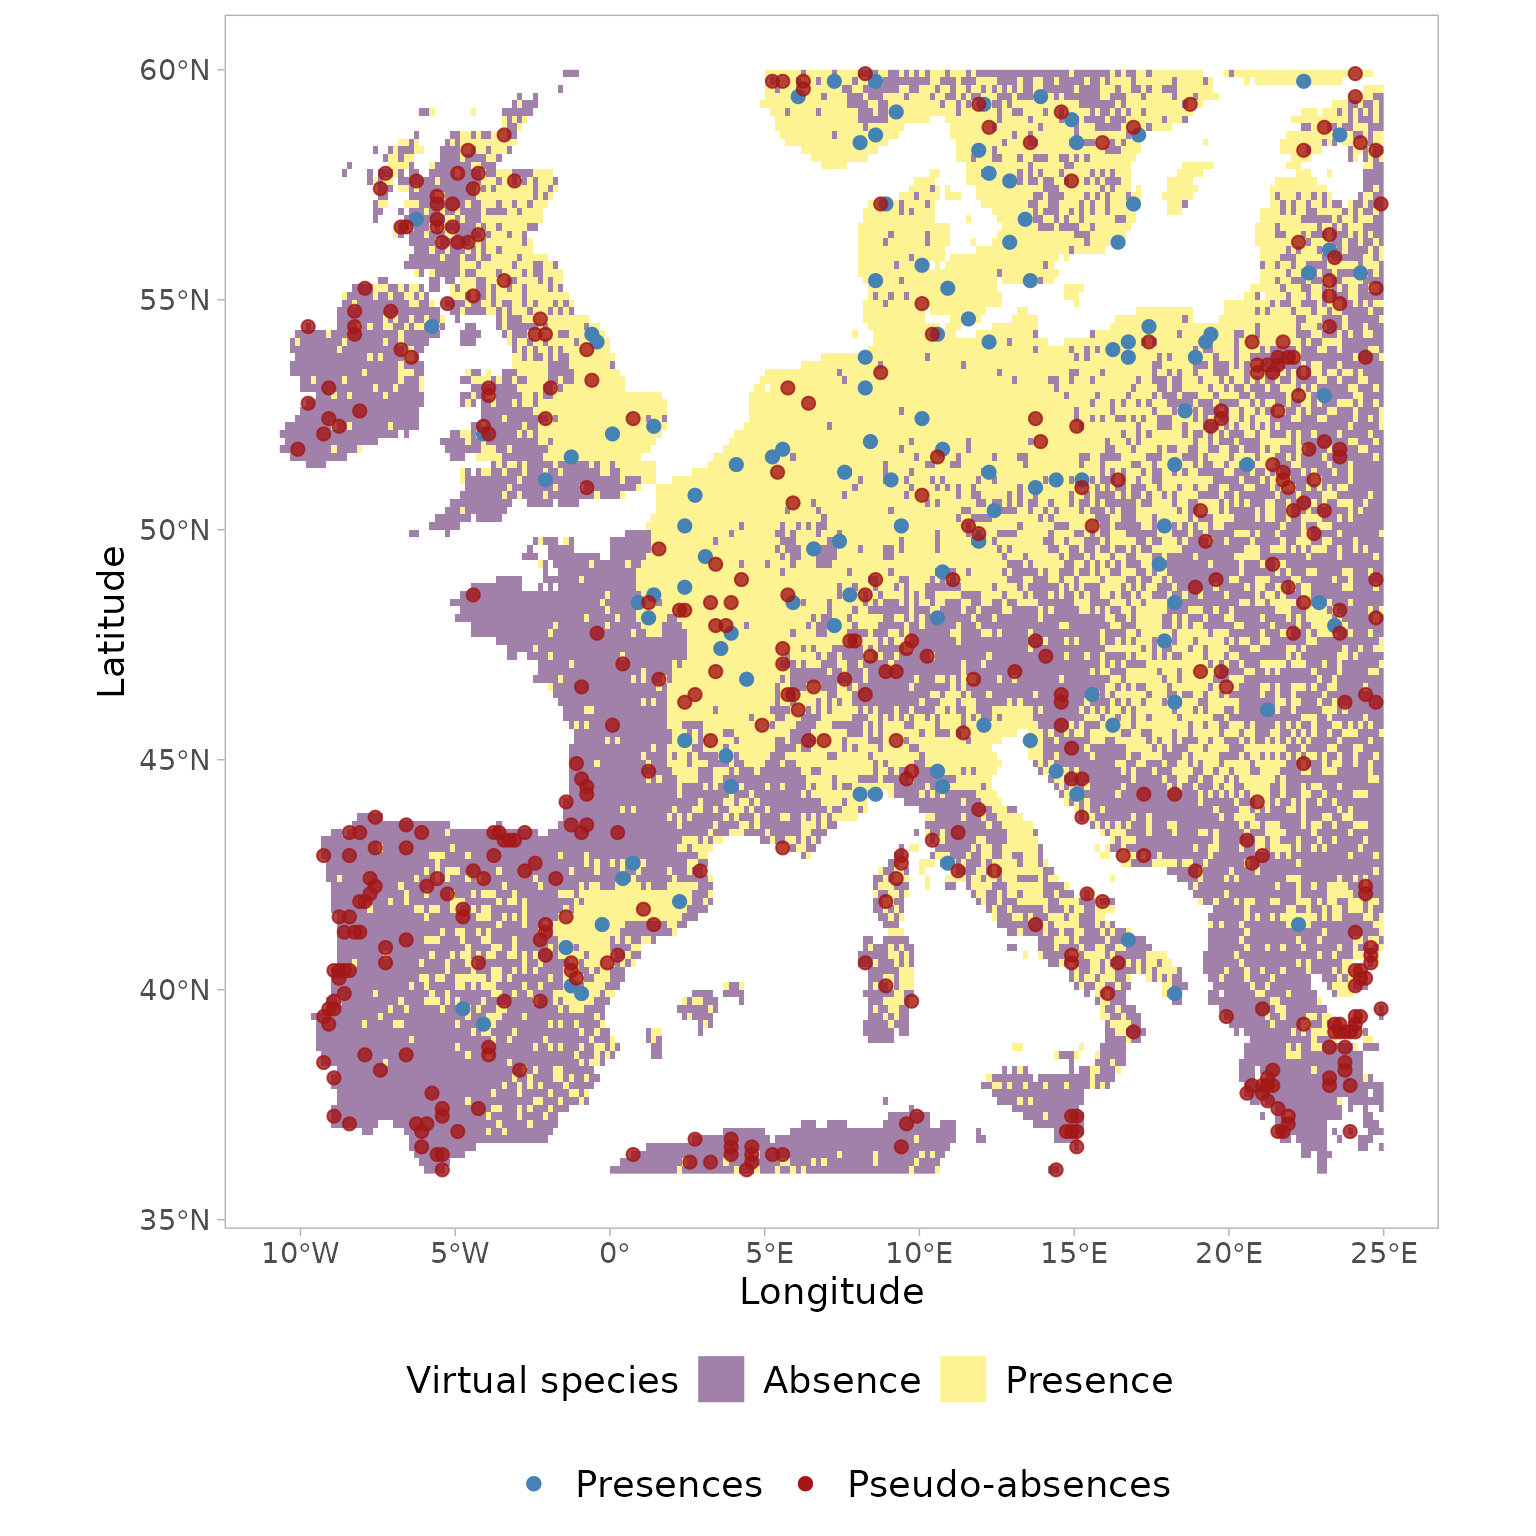 60°N
55°N
50°N
45°N
40°N
35°N
Latitude
10°W 5°W 0° 5°E 10°E 15°E 20°E 25°E
Longitude
Virtual species Absence Presence
Presences Pseudo-absences